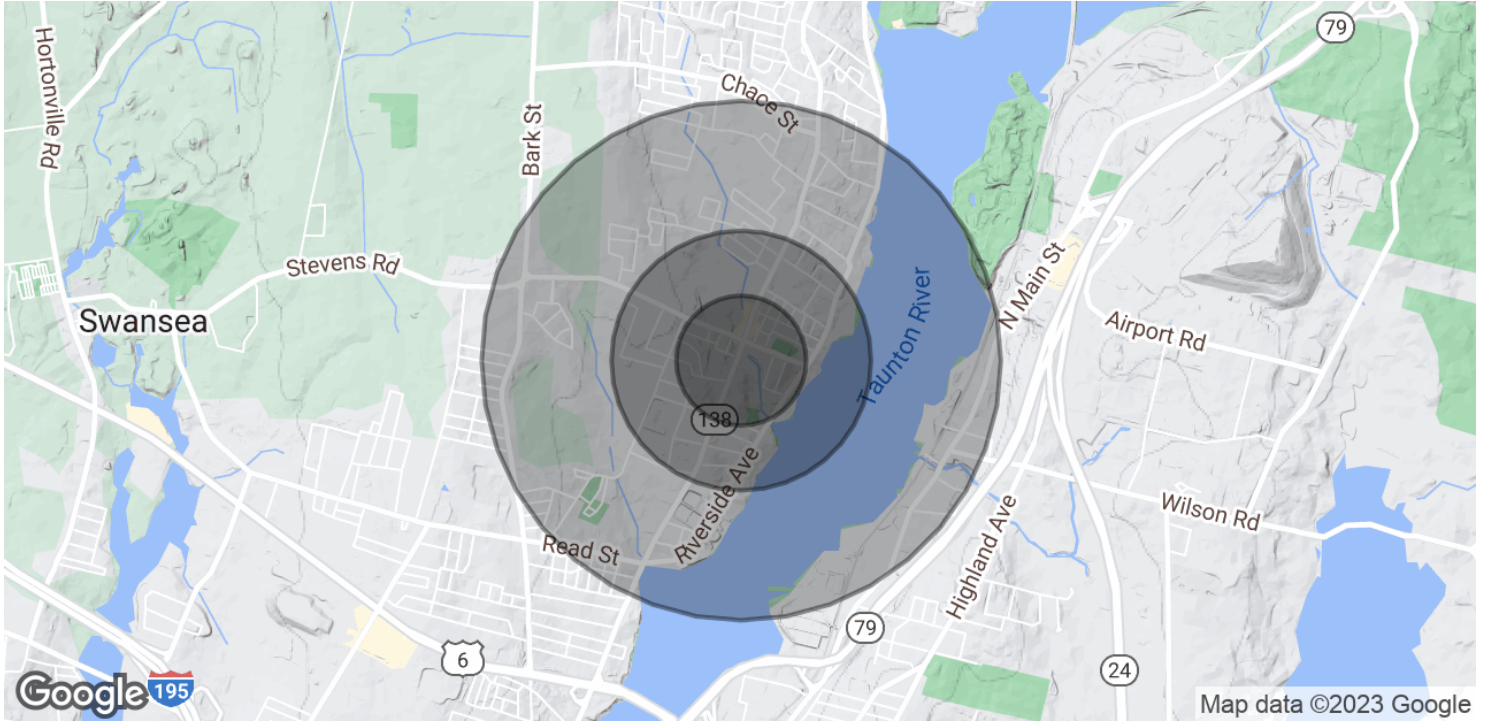 79
Hortonville Rd
Bark St
Chace St
Stevens Rd
Swansea
Taunton River
N Main St
Airport Rd
138
Riverside Ave
Read St
Highland Ave
Wilson Rd
79
6
24
Google
195
Map data ©2023 Google